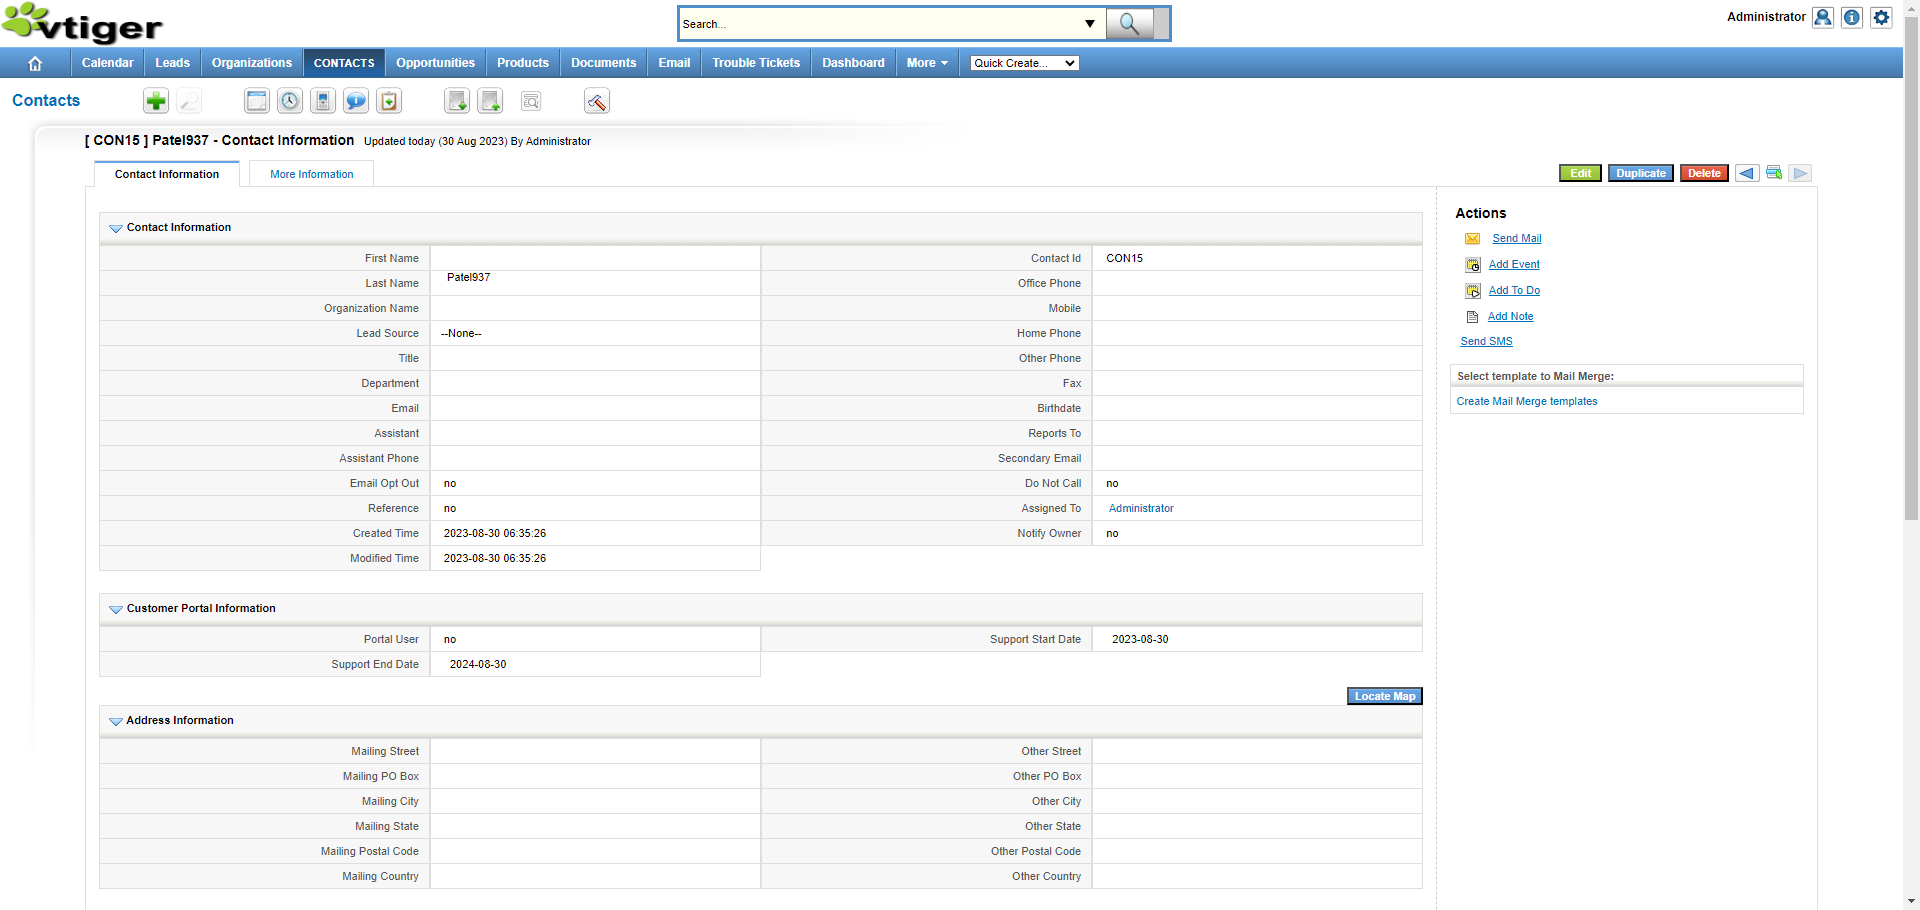 vtiger
Search...
Administrator
Calendar
Leads
Organizations
CONTACTS
Opportunities
Products
Documents
Email
Trouble Tickets
Dashboard
More
Quick Create...
Contacts
[ CON15 ] Patel937 - Contact Information Updated today (30 Aug 2023) By Administrator
Contact Information
More Information
Edit
Duplicate
Delete
Contact Information
First Name
Contact Id CON15
Last Name Patel937
Office Phone
Organization Name
Mobile
Lead Source --None--
Home Phone
Title
Other Phone
Department
Fax
Email
Birthdate
Assistant
Reports To
Assistant Phone
Secondary Email
Email Opt Out no
Do Not Call no
Reference no
Assigned To Administrator
Created Time 2023-08-30 06:35:26
Notify Owner no
Modified Time 2023-08-30 06:35:26
Customer Portal Information
Portal User no
Support Start Date 2023-08-30
Support End Date 2024-08-30
Locate Map
Address Information
Mailing Street
Other Street
Mailing PO Box
Other PO Box
Mailing City
Other City
Mailing State
Other State
Mailing Postal Code
Other Postal Code
Mailing Country
Other Country
Actions
Send Mail
Add Event
Add To Do
Add Note
Send SMS
Select template to Mail Merge:
Create Mail Merge templates